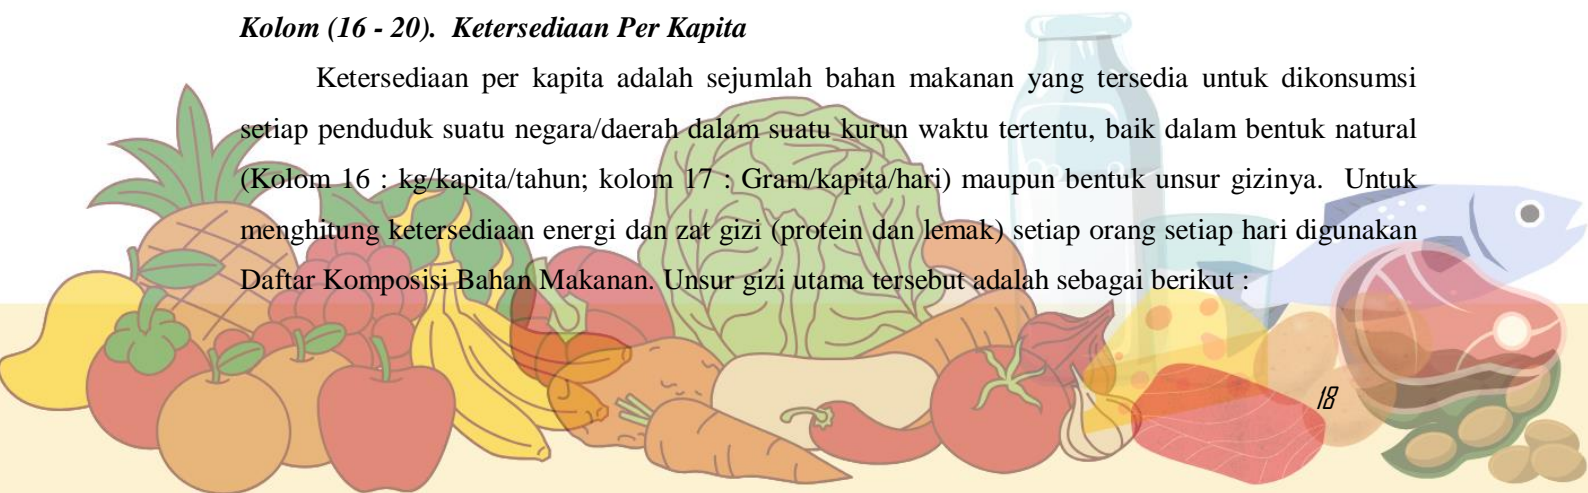 Kolom (16 - 20). Ketersediaan Per Kapita
Ketersediaan per kapita adalah sejumlah bahan makanan yang tersedia untuk dikonsumsi
setiap penduduk suatu negara/daerah dalam suatu kurun waktu tertentu, baik dalam bentuk natural
(Kolom 16 : kg/kapita/tahun; kolom 17 : Gram/kapita/hari) maupun bentuk unsur gizinya. Untuk
menghitung ketersediaan energi dan zat gizi (protein dan lemak) setiap orang setiap hari digunakan
Daftar Komposisi Bahan Makanan. Unsur gizi utama tersebut adalah sebagai berikut :
18